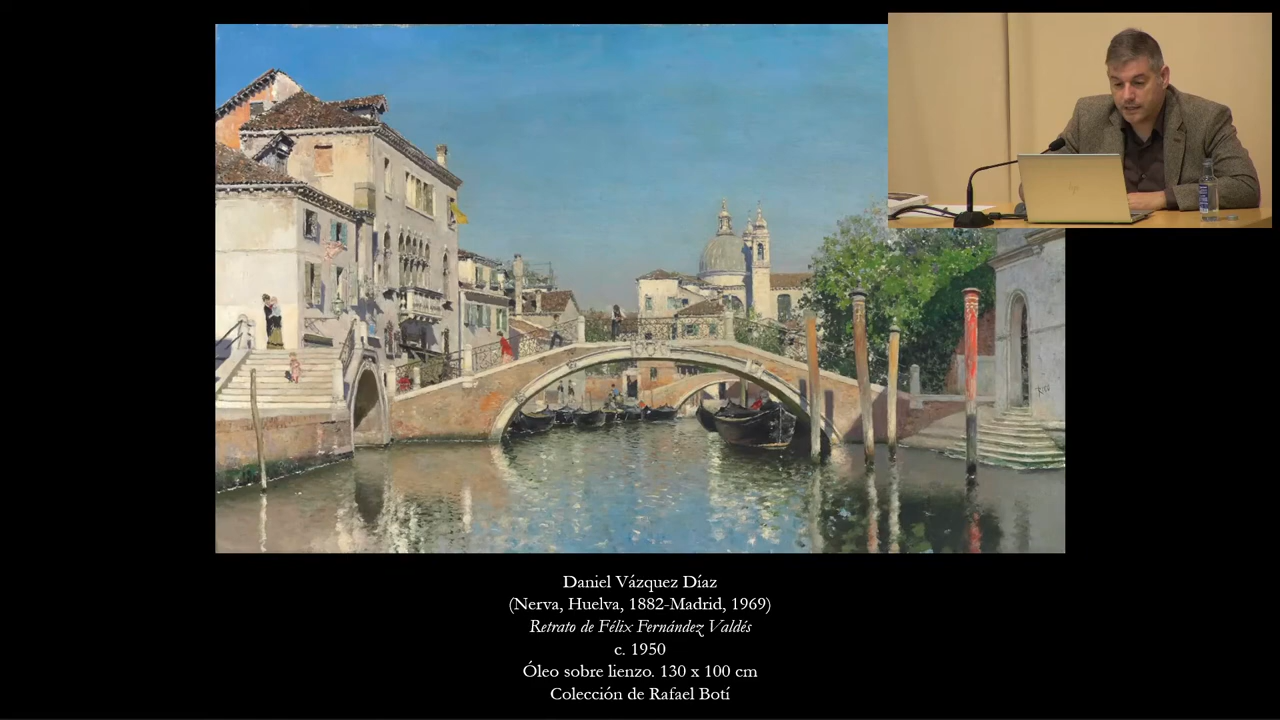 Daniel Vázquez Díaz
(Nerva, Huelva, 1882-Madrid, 1969)
Retrato de Félix Fernández Valdés
c. 1950
Óleo sobre lienzo. 130 x 100 cm
Colección de Rafael Botí